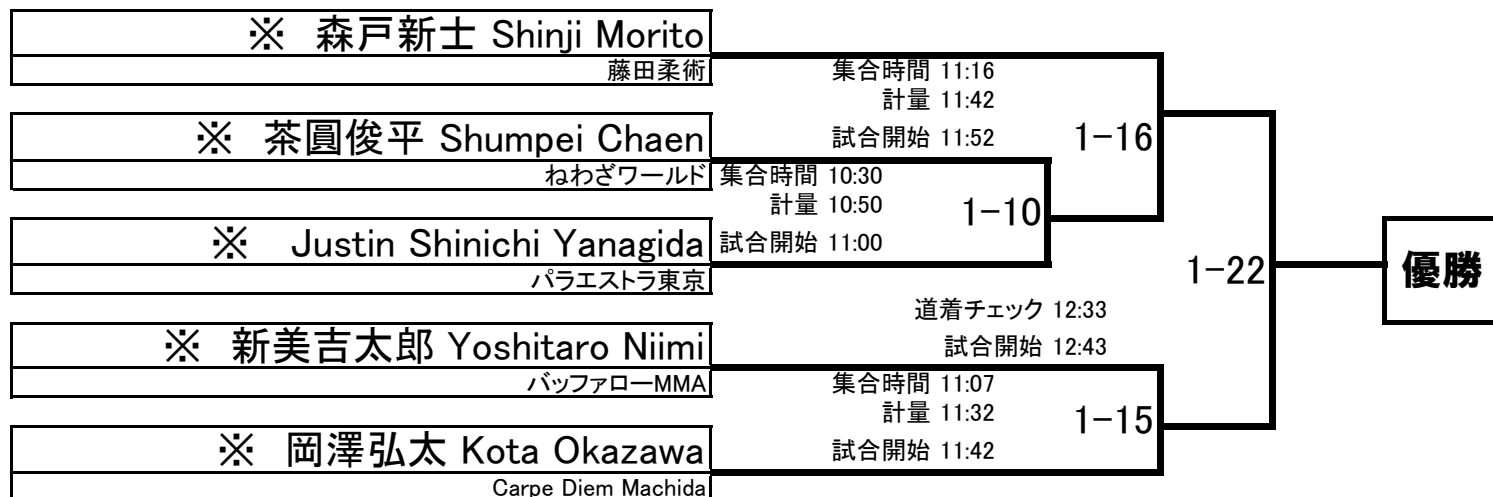 ※ 森戸新士 Shinji Morito
藤田柔術
集合時間 11:16
計量 11:42
試合開始 11:52
1-16
※ 茶圓俊平 Shumpei Chaen
ねわざワールド
集合時間 10:30
計量 10:50
試合開始 11:00
1-10
※ Justin Shinichi Yanagida
パラエストラ東京
1-22
優勝
道着チェック 12:33
試合開始 12:43
※ 新美吉太郎 Yoshitaro Niimi
バッファローMMA
集合時間 11:07
計量 11:32
試合開始 11:42
1-15
※ 岡澤弘太 Kota Okazawa
Carpe Diem Machida